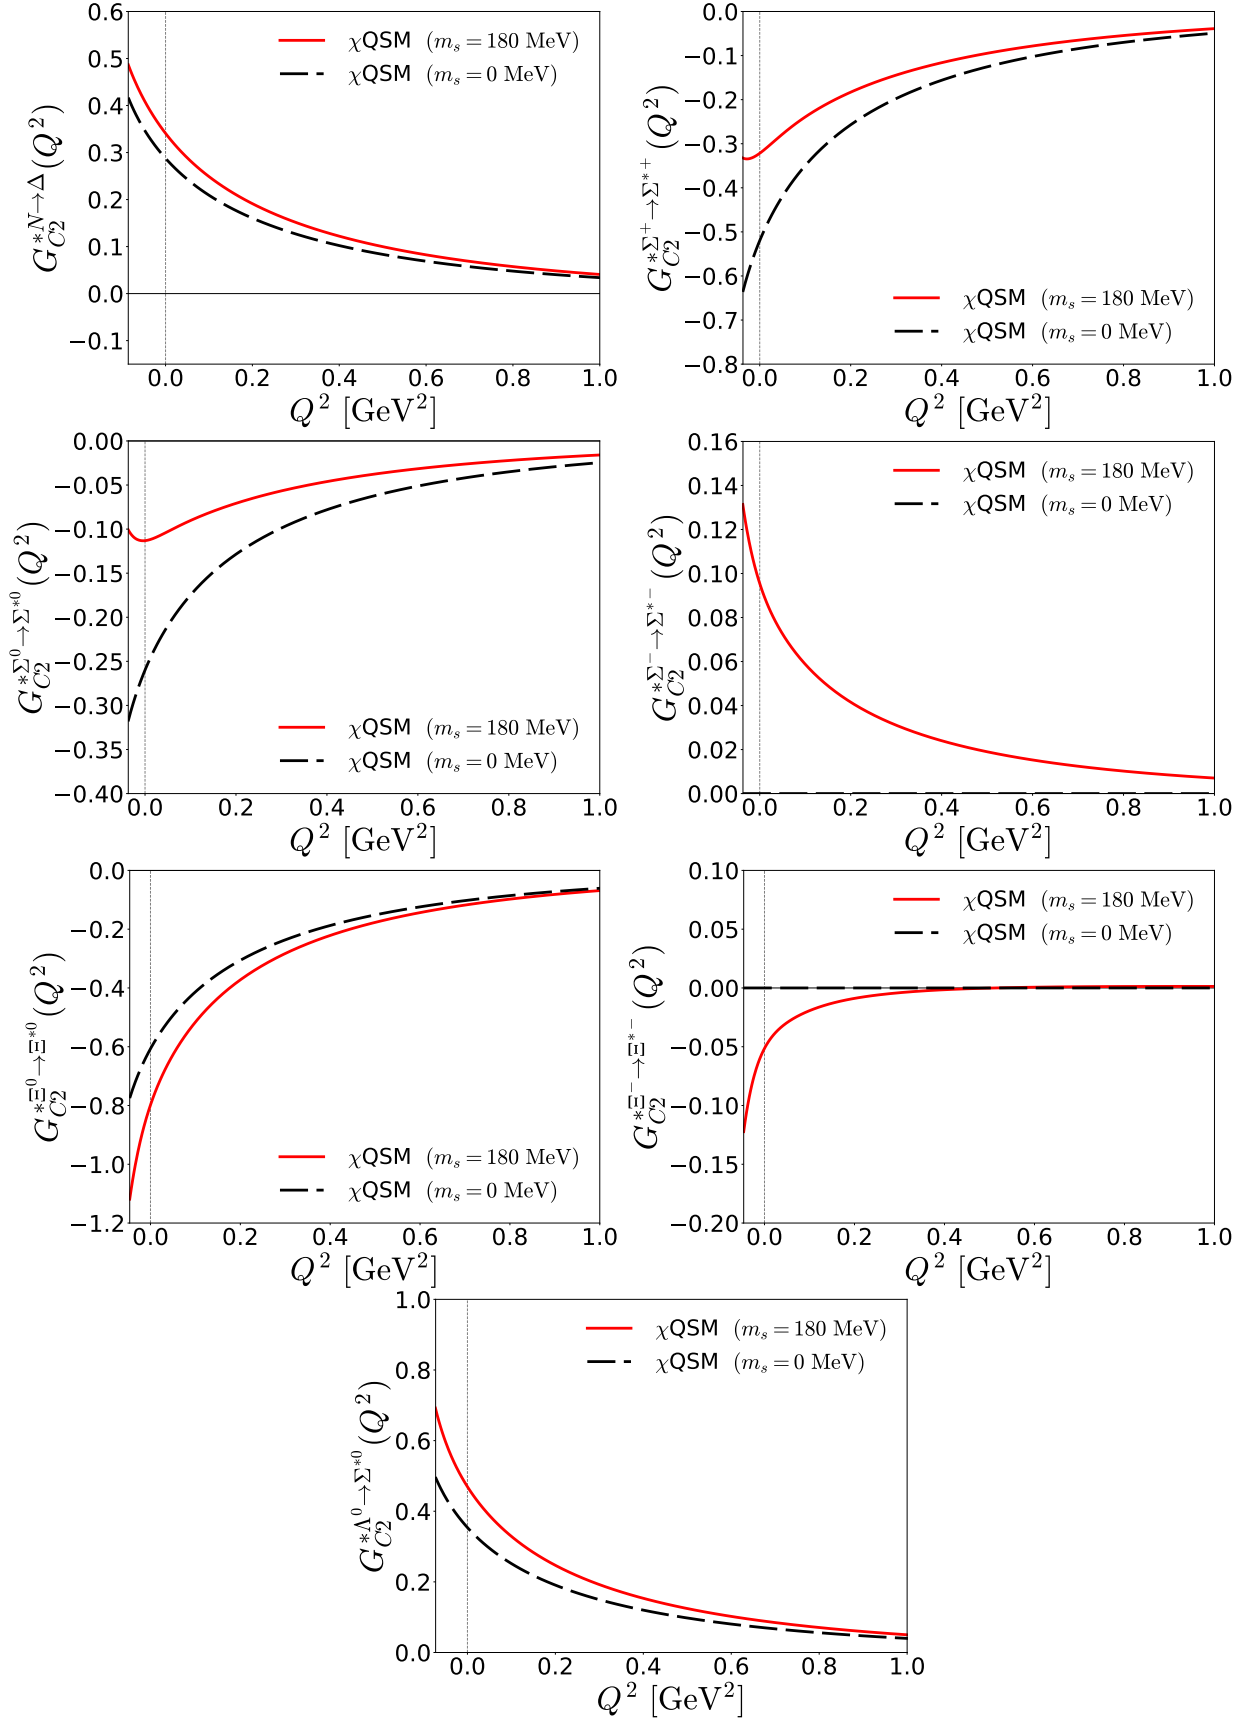 0.6
0.5
0.4
0.3
0.2
0.1
0.0
−0.1
G*N→Δ C2 (Q²)
χQSM (mₛ = 180 MeV)
χQSM (mₛ = 0 MeV)
0.0 0.2 0.4 0.6 0.8 1.0
Q² [GeV²]
0.0
−0.1
−0.2
−0.3
−0.4
−0.5
−0.6
−0.7
−0.8
G*Σ⁺→Σ*⁺ C2 (Q²)
χQSM (mₛ = 180 MeV)
χQSM (mₛ = 0 MeV)
0.0 0.2 0.4 0.6 0.8 1.0
Q² [GeV²]
0.00
−0.05
−0.10
−0.15
−0.20
−0.25
−0.30
−0.35
−0.40
G*Σ⁰→Σ*⁰ C2 (Q²)
χQSM (mₛ = 180 MeV)
χQSM (mₛ = 0 MeV)
0.0 0.2 0.4 0.6 0.8 1.0
Q² [GeV²]
0.16
0.14
0.12
0.10
0.08
0.06
0.04
0.02
0.00
G*Σ⁻→Σ*⁻ C2 (Q²)
χQSM (mₛ = 180 MeV)
χQSM (mₛ = 0 MeV)
0.0 0.2 0.4 0.6 0.8 1.0
Q² [GeV²]
0.0
−0.2
−0.4
−0.6
−0.8
−1.0
−1.2
G*Ξ⁰→Ξ*⁰ C2 (Q²)
χQSM (mₛ = 180 MeV)
χQSM (mₛ = 0 MeV)
0.0 0.2 0.4 0.6 0.8 1.0
Q² [GeV²]
0.10
0.05
0.00
−0.05
−0.10
−0.15
−0.20
G*Ξ⁻→Ξ*⁻ C2 (Q²)
χQSM (mₛ = 180 MeV)
χQSM (mₛ = 0 MeV)
0.0 0.2 0.4 0.6 0.8 1.0
Q² [GeV²]
1.0
0.8
0.6
0.4
0.2
0.0
G*Λ⁰→Σ*⁰ C2 (Q²)
χQSM (mₛ = 180 MeV)
χQSM (mₛ = 0 MeV)
0.0 0.2 0.4 0.6 0.8 1.0
Q² [GeV²]